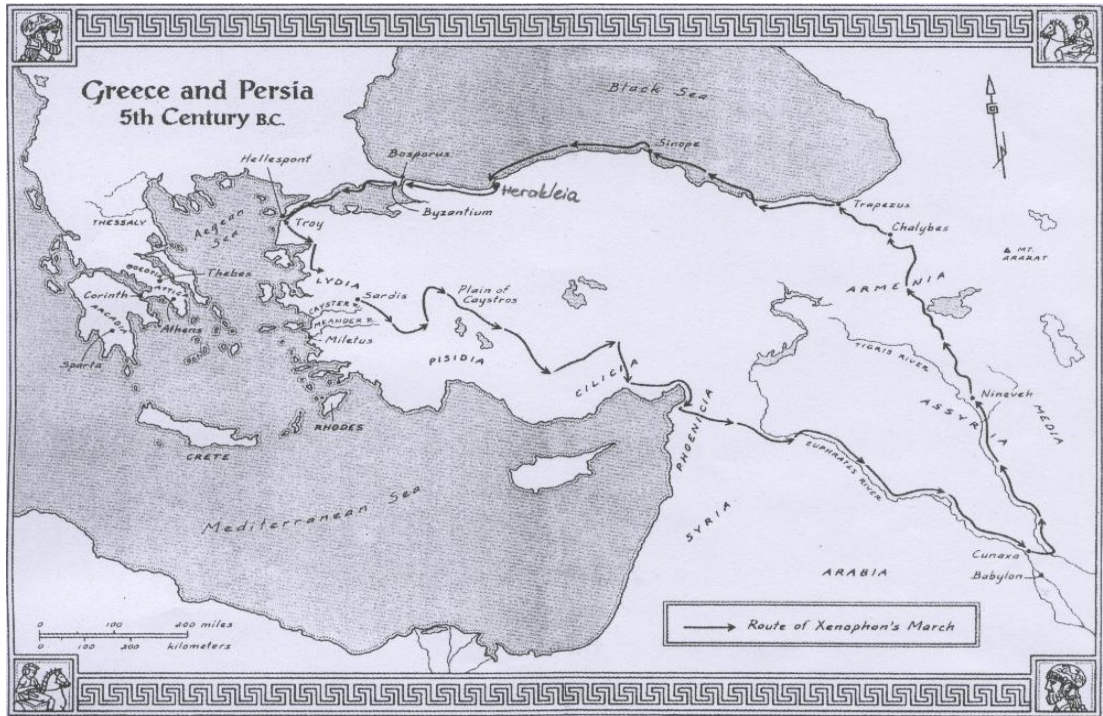 Greece and Persia
5th Century B.C.
Black Sea
Hellespont
Bosporus
Sinope
Herakleia
Byzantium
Trapezus
THESSALY
Aegean
Sea
Troy
Chalybes
MT.
ARARAT
BOEOTIA
ATTICA
Thebes
LYDIA
Plain of
Caystros
ARMENIA
Corinth
Sardis
CAYSTER R.
MEANDER R.
ARCADIA
Athens
Miletus
TIGRIS RIVER
Sparta
PISIDIA
CILICIA
Nineveh
ASSYRIA
MEDIA
RHODES
PHOENICIA
CRETE
EUPHRATES RIVER
Mediterranean Sea
SYRIA
Cunaxa
ARABIA
Babylon
0 100 200 miles
0 100 200 kilometers
Route of Xenophon's March